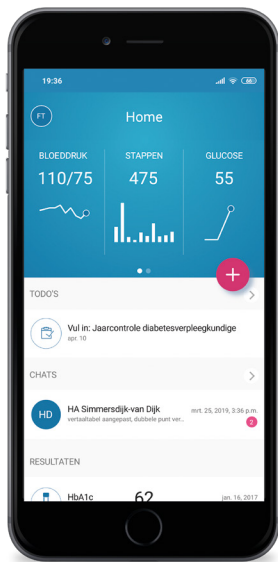 19:36
66
FT
Home
BLOEDDRUK STAPPEN GLUCOSE
110/75 475 55
+
TODO'S
Vul in: Jaarcontrole diabetesverpleegkundige
apr. 10
CHATS
HD
HA Simmersdijk-van Dijk mrt. 25, 2019, 3:36 p.m.
vertaaltabel aangepast, dubbele punt ver.. 2
RESULTATEN
HbA1c 62 jan. 16, 2017